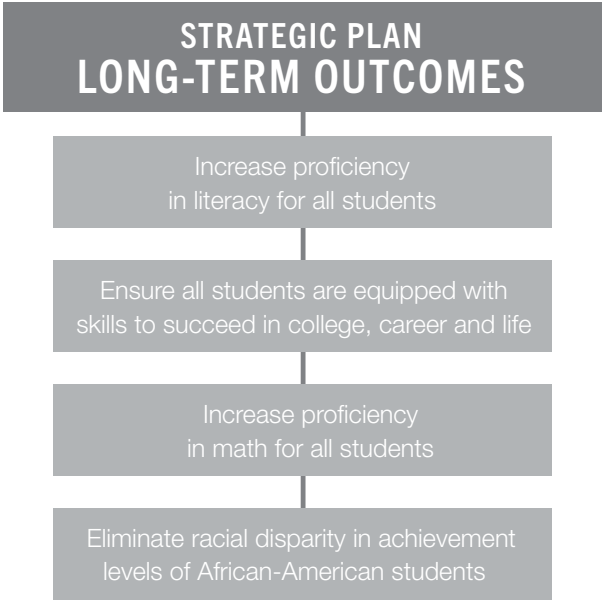 STRATEGIC PLAN
LONG-TERM OUTCOMES
Increase proficiency
in literacy for all students
Ensure all students are equipped with
skills to succeed in college, career and life
Increase proficiency
in math for all students
Eliminate racial disparity in achievement
levels of African-American students